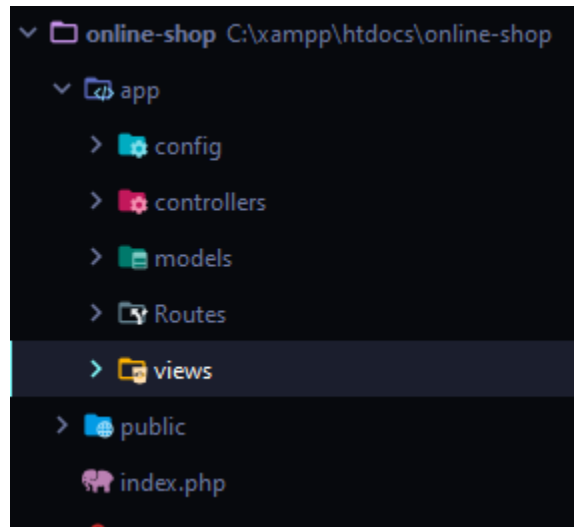 online-shop C:\xampp\htdocs\online-shop
app
config
controllers
models
Routes
views
public
index.php